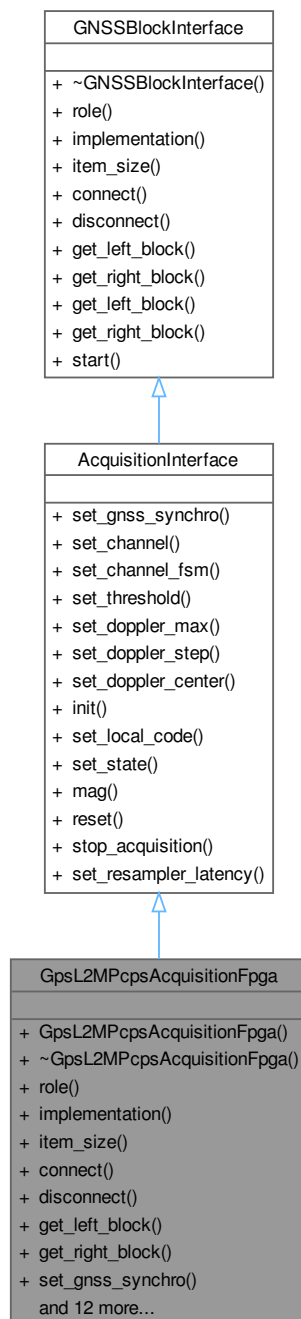 GNSSBlockInterface
+ ~GNSSBlockInterface()
+ role()
+ implementation()
+ item_size()
+ connect()
+ disconnect()
+ get_left_block()
+ get_right_block()
+ get_left_block()
+ get_right_block()
+ start()
AcquisitionInterface
+ set_gnss_synchro()
+ set_channel()
+ set_channel_fsm()
+ set_threshold()
+ set_doppler_max()
+ set_doppler_step()
+ set_doppler_center()
+ init()
+ set_local_code()
+ set_state()
+ mag()
+ reset()
+ stop_acquisition()
+ set_resampler_latency()
GpsL2MPcpsAcquisitionFpga
+ GpsL2MPcpsAcquisitionFpga()
+ ~GpsL2MPcpsAcquisitionFpga()
+ role()
+ implementation()
+ item_size()
+ connect()
+ disconnect()
+ get_left_block()
+ get_right_block()
+ set_gnss_synchro()
and 12 more...